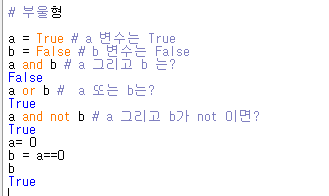 # 부울형
a = True # a 변수는 True
b = False # b 변수는 False
a and b # a 그리고 b 는?
False
a or b #  a 또는 b는?
True
a and not b # a 그리고 b가 not 이면?
True
a= 0
b = a==0
b
True